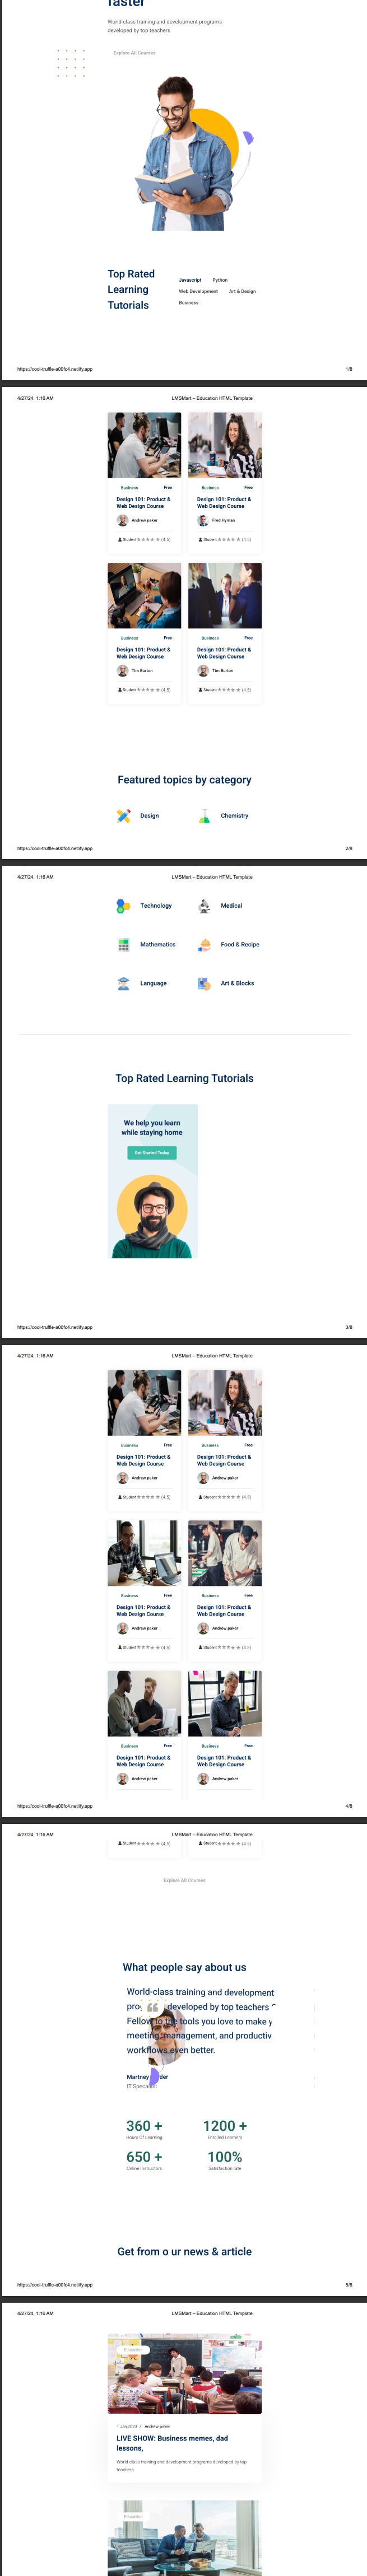 faster
World-class training and development programs
developed by top teachers
Explore All Courses
Top Rated
Learning
Tutorials
Javascript Python
Web Development Art & Design
Business
https://cool-truffle-a00fc4.netlify.app 1/8
4/27/24, 1:16 AM LMSMart – Education HTML Template
Business Free Business Free
Design 101: Product & Design 101: Product &
Web Design Course Web Design Course
Andrew paker Fred Hyman
Student (4.5) Student (4.5)
Business Free Business Free
Design 101: Product & Design 101: Product &
Web Design Course Web Design Course
Tim Burton Tim Burton
Student (4.5) Student (4.5)
Featured topics by category
Design Chemistry
https://cool-truffle-a00fc4.netlify.app 2/8
4/27/24, 1:16 AM LMSMart – Education HTML Template
Technology Medical
Mathematics Food & Recipe
Language Art & Blocks
Top Rated Learning Tutorials
We help you learn
while staying home
Get Started Today
https://cool-truffle-a00fc4.netlify.app 3/8
4/27/24, 1:16 AM LMSMart – Education HTML Template
Business Free Business Free
Design 101: Product & Design 101: Product &
Web Design Course Web Design Course
Andrew paker Andrew paker
Student (4.5) Student (4.5)
Business Free Business Free
Design 101: Product & Design 101: Product &
Web Design Course Web Design Course
Andrew paker Andrew paker
Student (4.5) Student (4.5)
Business Free Business Free
Design 101: Product & Design 101: Product &
Web Design Course Web Design Course
Andrew paker Andrew paker
https://cool-truffle-a00fc4.netlify.app 4/8
4/27/24, 1:16 AM LMSMart – Education HTML Template
Student (4.5) Student (4.5)
Explore All Courses
What people say about us
World-class training and development
developed by top teachers
the tools you love to make
meeting, management, and productiv
workflows even better.
Martney
IT Specalist
360 + 1200 +
Hours Of Learning Enrolled Learners
650 + 100%
Online Instructors Satisfaction rate
Get from o ur news & article
https://cool-truffle-a00fc4.netlify.app 5/8
4/27/24, 1:16 AM LMSMart – Education HTML Template
Education
1 Jan,2023 / Andrew paker
LIVE SHOW: Business memes, dad
lessons,
World-class training and development programs developed by top
teachers
Education